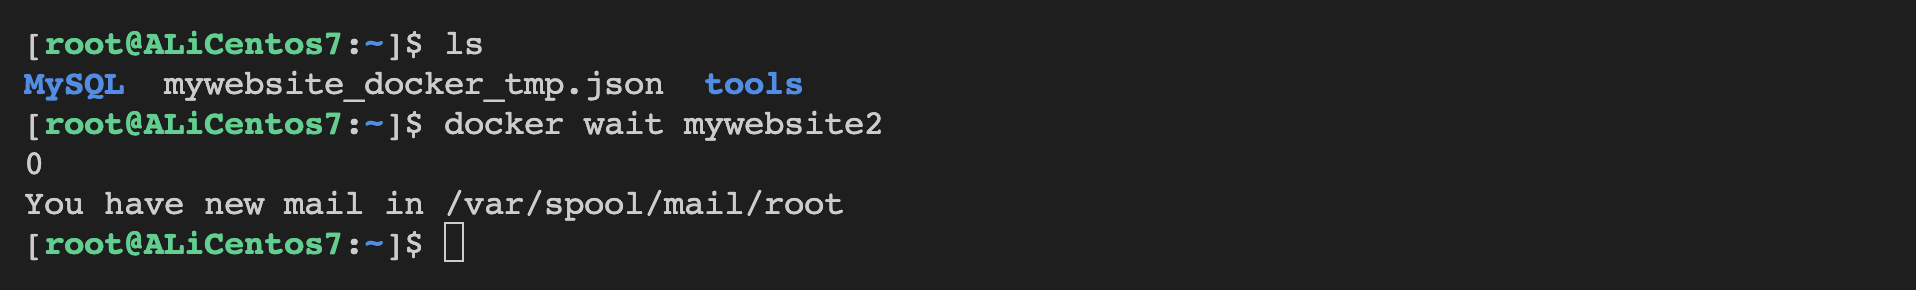 [root@ALiCentos7:~]$ ls
MySQL  mywebsite_docker_tmp.json  tools
[root@ALiCentos7:~]$ docker wait mywebsite2
0
You have new mail in /var/spool/mail/root
[root@ALiCentos7:~]$